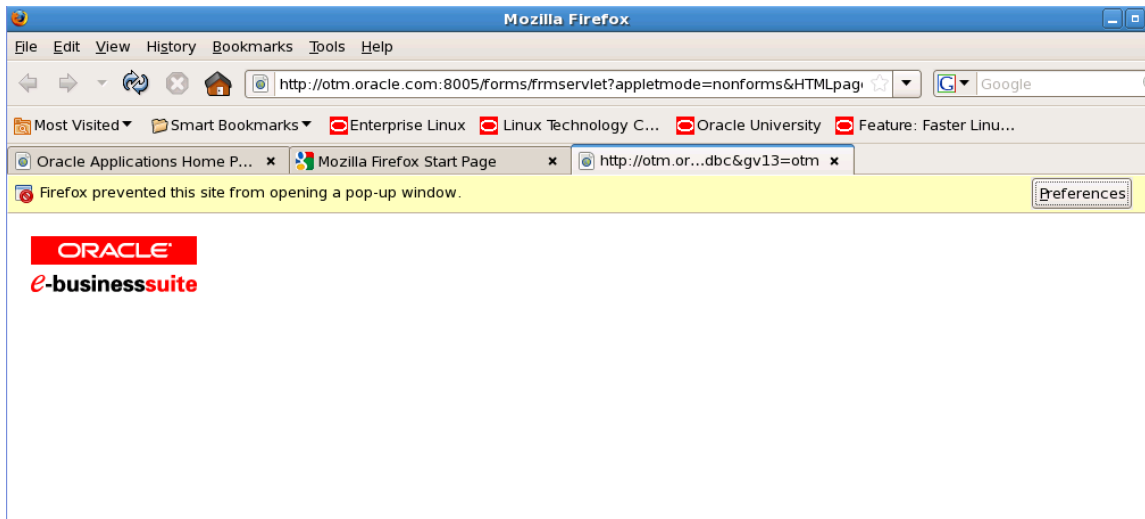 Mozilla Firefox
File Edit View History Bookmarks Tools Help
http://otm.oracle.com:8005/forms/frmservlet?appletmode=nonforms&HTMLpag Google
Most Visited Smart Bookmarks Enterprise Linux Linux Technology C... Oracle University Feature: Faster Linu...
Oracle Applications Home P... Mozilla Firefox Start Page http://otm.or...dbc&gv13=otm
Firefox prevented this site from opening a pop-up window. Preferences
ORACLE
e-businesssuite